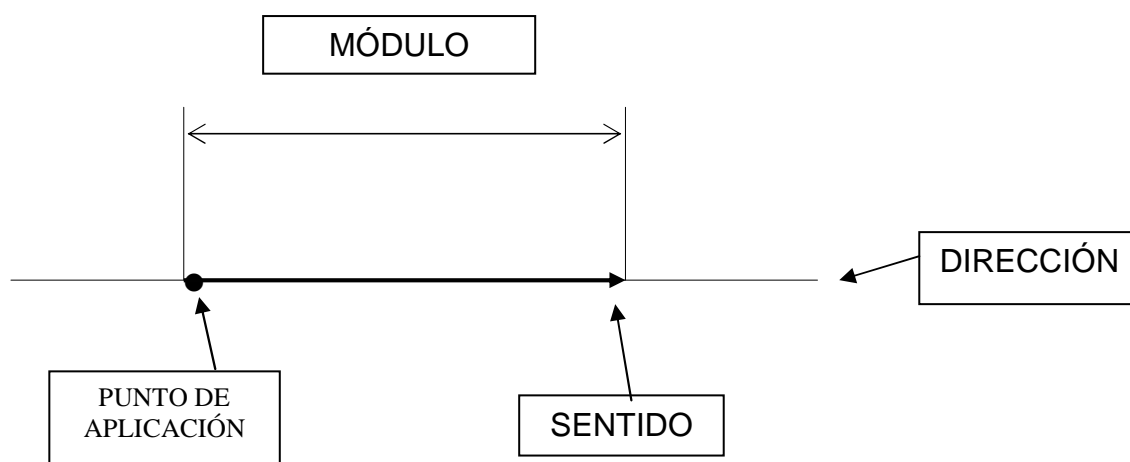 MÓDULO
DIRECCIÓN
PUNTO DE
APLICACIÓN
SENTIDO